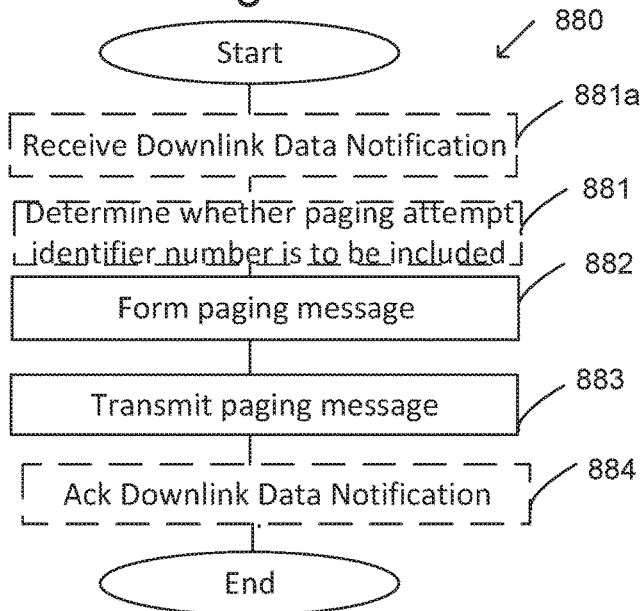 880
Start
881a
Receive Downlink Data Notification
881
Determine whether paging attempt
identifier number is to be included
882
Form paging message
883
Transmit paging message
884
Ack Downlink Data Notification
End